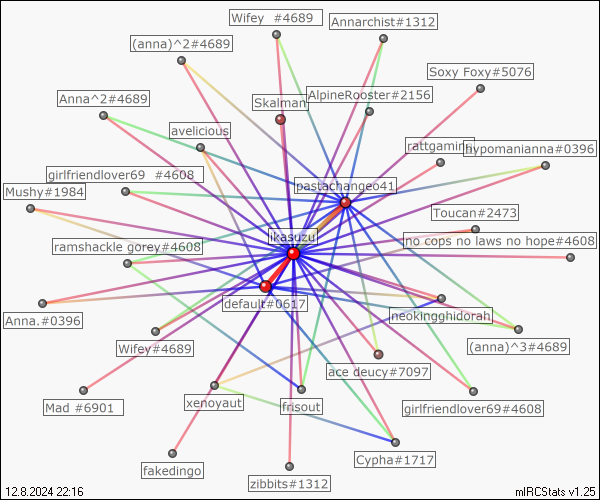 Wifey  #4689
Annarchist#1312
(anna)^2#4689
Soxy Foxy#5076
Anna^2#4689
Skalman
AlpineRooster#2156
avelicious
rattgaming
hypomanianna#0396
girlfriendlover69  #4608
pastachangeo41
Mushy#1984
Toucan#2473
ikasuzu
no cops no laws no hope#4608
ramshackle gorey#4608
default#0617
Anna.#0396
neokingghidorah
Wifey#4689
(anna)^3#4689
ace deucy#7097
Mad #6901
xenoyaut
frisout
girlfriendlover69#4608
Cypha#1717
fakedingo
zibbits#1312
12.8.2024 22:16
mIRCStats v1.25